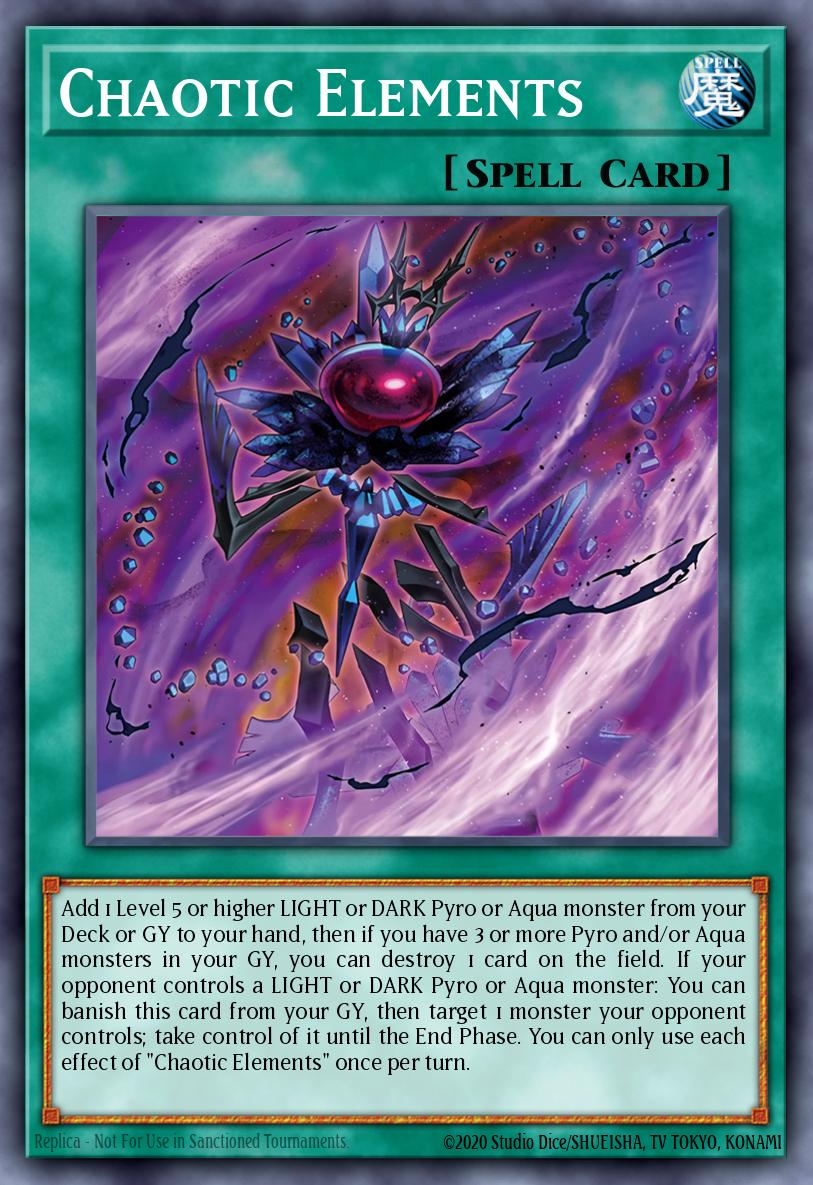 Chaotic Elements
SPELL
魔
[ Spell Card ]
Add 1 Level 5 or higher LIGHT or DARK Pyro or Aqua monster from your
Deck or GY to your hand, then if you have 3 or more Pyro and/or Aqua
monsters in your GY, you can destroy 1 card on the field. If your
opponent controls a LIGHT or DARK Pyro or Aqua monster: You can
banish this card from your GY, then target 1 monster your opponent
controls; take control of it until the End Phase. You can only use each
effect of "Chaotic Elements" once per turn.
Replica - Not For Use in Sanctioned Tournaments.
©2020 Studio Dice/SHUEISHA, TV TOKYO, KONAMI